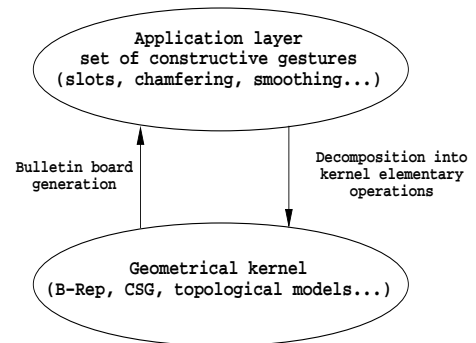 Application layer
set of constructive gestures
(slots, chamfering, smoothing...)
Bulletin board
generation
Decomposition into
kernel elementary
operations
Geometrical kernel
(B-Rep, CSG, topological models...)